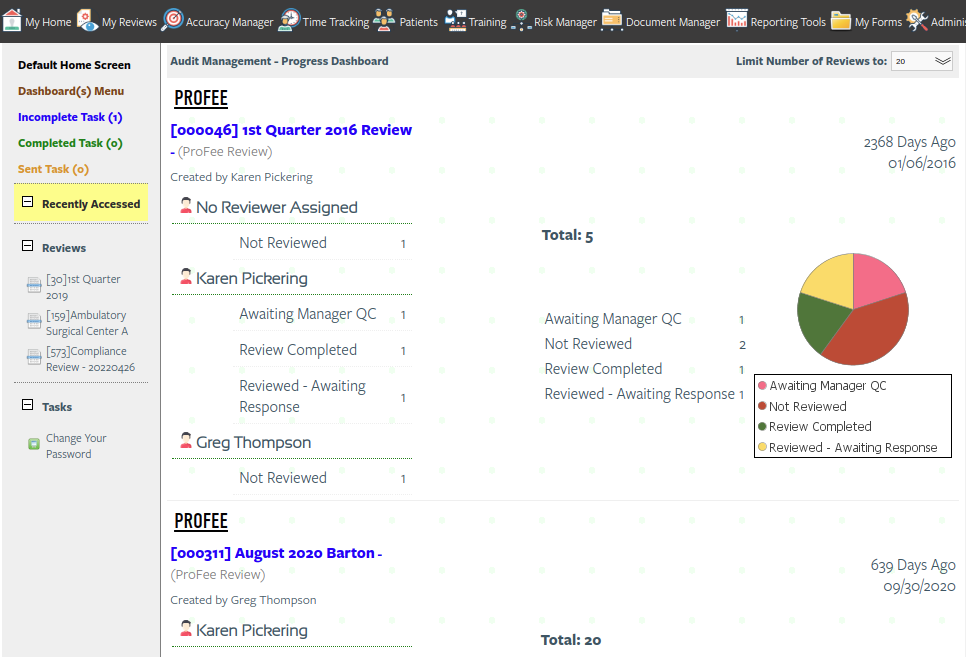 My Home My Reviews Accuracy Manager Time Tracking Patients Training Risk Manager Document Manager Reporting Tools My Forms Adminis
Default Home Screen
Dashboard(s) Menu
Incomplete Task (1)
Completed Task (0)
Sent Task (0)
Recently Accessed
Reviews
[30]1st Quarter
2019
[159]Ambulatory
Surgical Center A
[573]Compliance
Review - 20220426
Tasks
Change Your
Password
Audit Management - Progress Dashboard
Limit Number of Reviews to: 20
PROFEE
[000046] 1st Quarter 2016 Review
- (ProFee Review)
Created by Karen Pickering
2368 Days Ago
01/06/2016
No Reviewer Assigned
Not Reviewed 1
Karen Pickering
Awaiting Manager QC 1
Review Completed 1
Reviewed - Awaiting
Response 1
Greg Thompson
Not Reviewed 1
Total: 5
Awaiting Manager QC 1
Not Reviewed 2
Review Completed 1
Reviewed - Awaiting Response 1
Awaiting Manager QC
Not Reviewed
Review Completed
Reviewed - Awaiting Response
PROFEE
[000311] August 2020 Barton -
(ProFee Review)
Created by Greg Thompson
639 Days Ago
09/30/2020
Karen Pickering
Total: 20